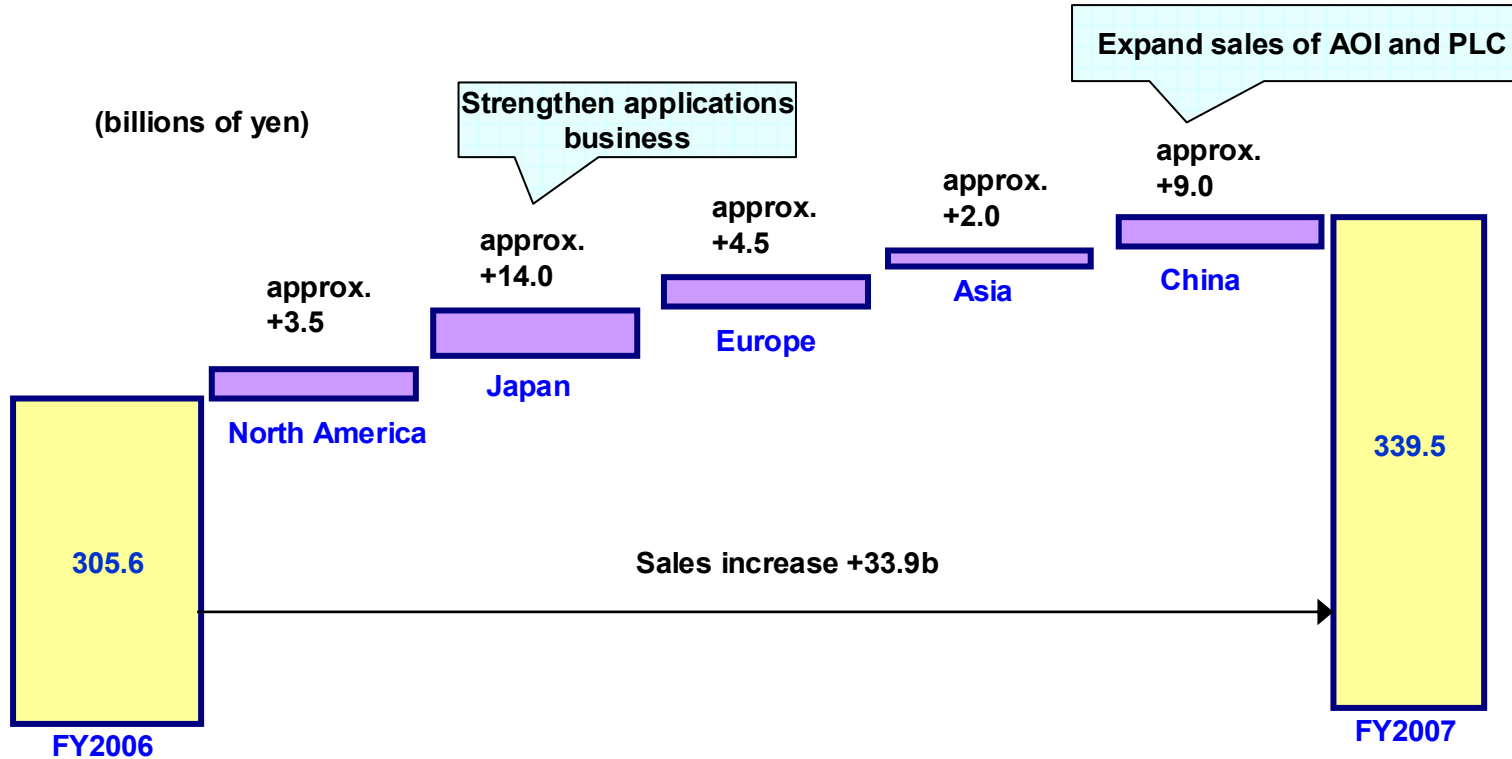 Expand sales of AOI and PLC
(billions of yen)
Strengthen applications
business
approx.
+3.5
North America
approx.
+14.0
Japan
approx.
+4.5
Europe
approx.
+2.0
Asia
approx.
+9.0
China
305.6
339.5
Sales increase +33.9b
FY2006
FY2007